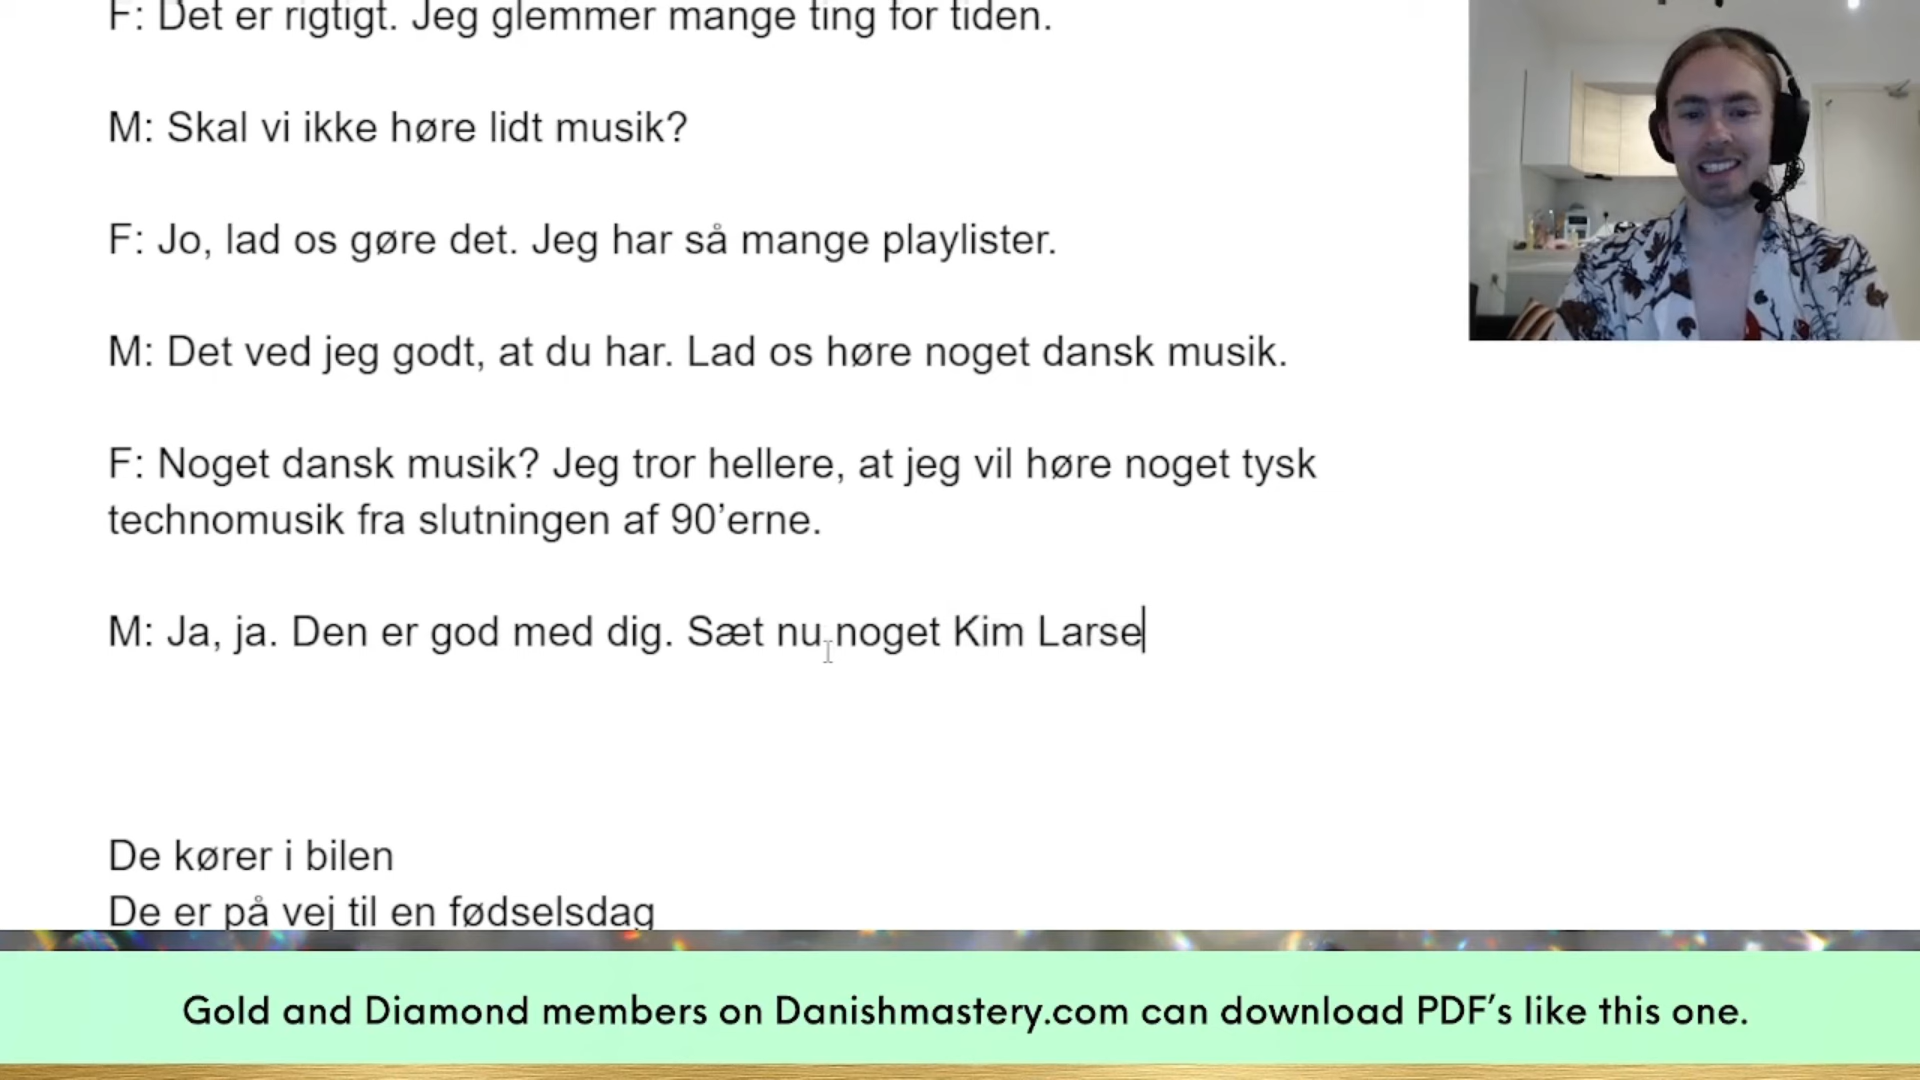 F: Det er rigtigt. Jeg glemmer mange ting for tiden.
M: Skal vi ikke høre lidt musik?
F: Jo, lad os gøre det. Jeg har så mange playlister.
M: Det ved jeg godt, at du har. Lad os høre noget dansk musik.
F: Noget dansk musik? Jeg tror hellere, at jeg vil høre noget tysk
technomusik fra slutningen af 90’erne.
M: Ja, ja. Den er god med dig. Sæt nu noget Kim Larse
De kører i bilen
De er på vej til en fødselsdag
Gold and Diamond members on Danishmastery.com can download PDF’s like this one.